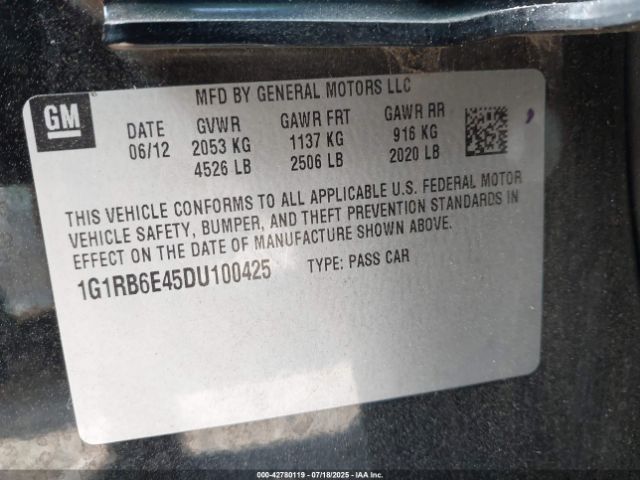 GM
MFD BY GENERAL MOTORS LLC
DATE GVWR GAWR FRT GAWR RR
06/12 2053 KG 1137 KG 916 KG
4526 LB 2506 LB 2020 LB
THIS VEHICLE CONFORMS TO ALL APPLICABLE U.S. FEDERAL MOTOR
VEHICLE SAFETY, BUMPER, AND THEFT PREVENTION STANDARDS IN
EFFECT ON THE DATE OF MANUFACTURE SHOWN ABOVE.
1G1RB6E45DU100425 TYPE: PASS CAR
000-42780119 - 07/18/2025 - IAA Inc.